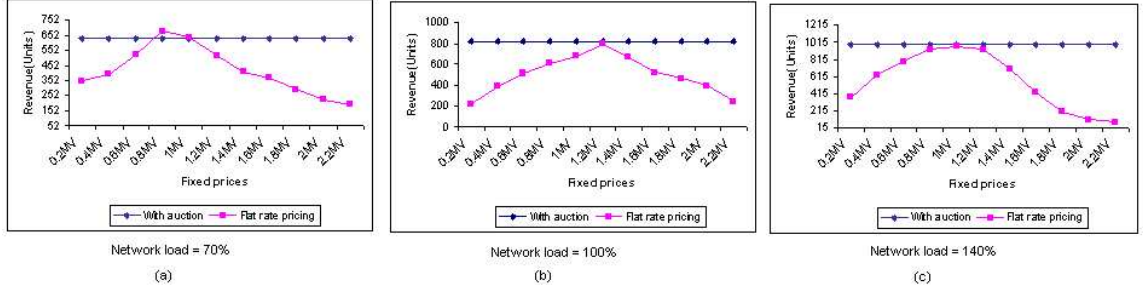 Revenue(Units)
752
652
552
452
352
252
152
52
0.2MV
0.4MV
0.6MV
0.8MV
1MV
1.2MV
1.4MV
1.6MV
1.8MV
2MV
2.2MV
Fixed prices
With auction
Flat rate pricing
Network load = 70%
(a)
Revenue(Units)
1000
800
600
400
200
0
0.2MV
0.4MV
0.6MV
0.8MV
1MV
1.2MV
1.4MV
1.6MV
1.8MV
2MV
2.2MV
Fixed prices
With auction
Flat rate pricing
Network load = 100%
(b)
Revenue(Units)
1215
1015
815
615
415
215
15
0.2MV
0.4MV
0.6MV
0.8MV
1MV
1.2MV
1.4MV
1.6MV
1.8MV
2MV
2.2MV
Fixed prices
With auction
Flat rate pricing
Network load = 140%
(c)